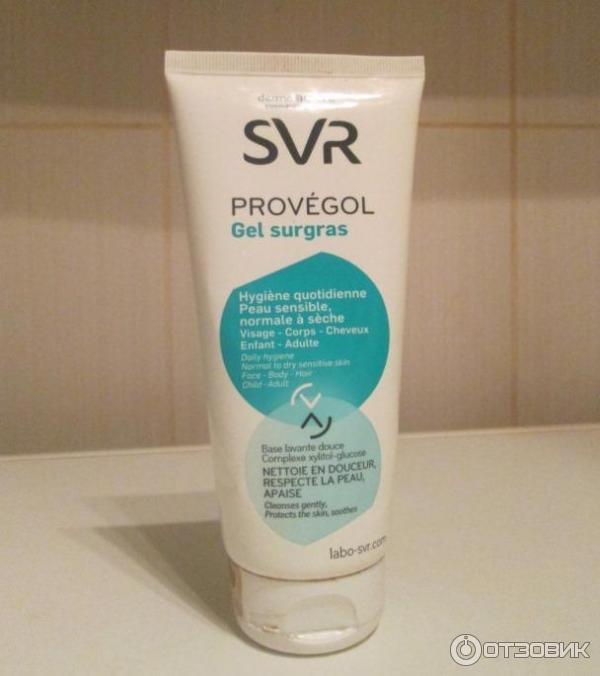 SVR
PROVÉGOL
Gel surgras
Hygiène quotidienne
Peau sensible,
normale à sèche
Visage - Corps - Cheveux
Enfant - Adulte
Daily hygiene
Normal to dry sensitive skin
Face - Body - Hair
Child - Adult
Base lavante douce
Complexe xylitol-glucose
NETTOIE EN DOUCEUR,
RESPECTE LA PEAU,
APAISE
Cleanses gently,
Protects the skin, soothes
labo-svr.com
ОТЗОВИК